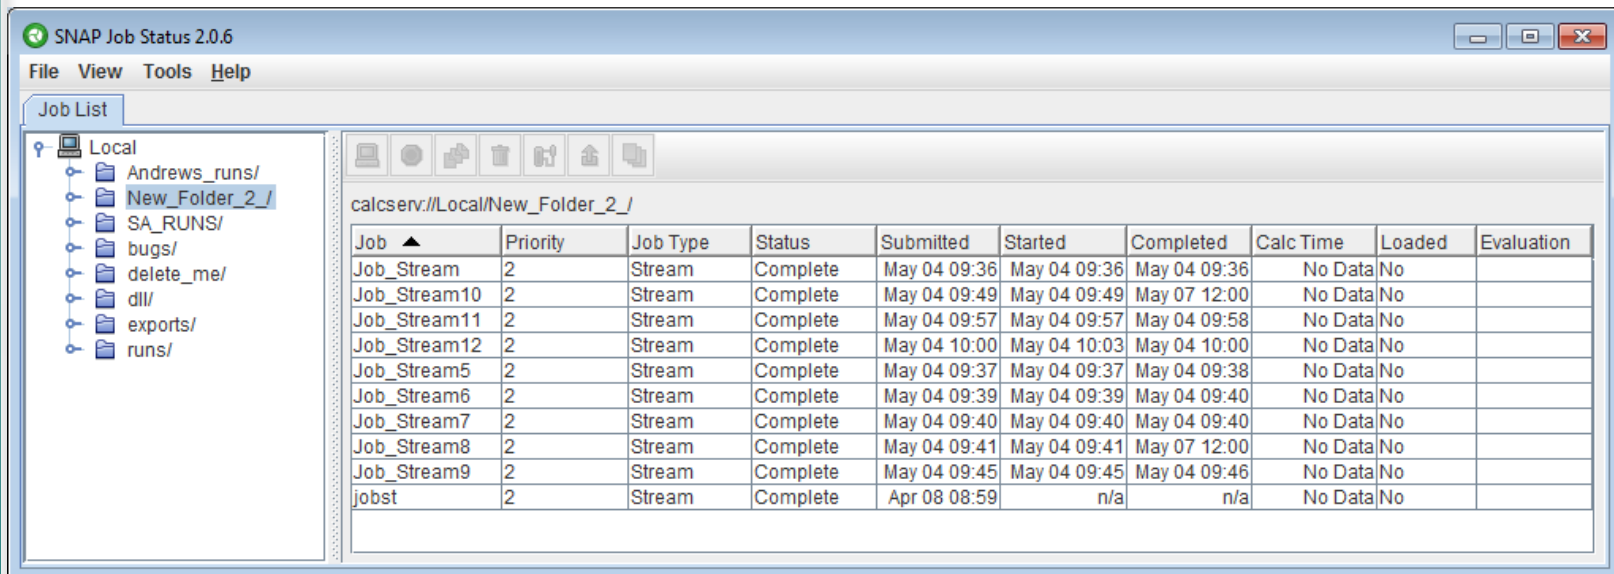 SNAP Job Status 2.0.6
File View Tools Help
Job List
Local
Andrews_runs/
New_Folder_2_/
SA_RUNS/
bugs/
delete_me/
dll/
exports/
runs/
calcserv://Local/New_Folder_2_/
Job Priority Job Type Status Submitted Started Completed Calc Time Loaded Evaluation
Job_Stream 2 Stream Complete May 04 09:36 May 04 09:36 May 04 09:36 No Data No
Job_Stream10 2 Stream Complete May 04 09:49 May 04 09:49 May 07 12:00 No Data No
Job_Stream11 2 Stream Complete May 04 09:57 May 04 09:57 May 04 09:58 No Data No
Job_Stream12 2 Stream Complete May 04 10:00 May 04 10:03 May 04 10:00 No Data No
Job_Stream5 2 Stream Complete May 04 09:37 May 04 09:37 May 04 09:38 No Data No
Job_Stream6 2 Stream Complete May 04 09:39 May 04 09:39 May 04 09:40 No Data No
Job_Stream7 2 Stream Complete May 04 09:40 May 04 09:40 May 04 09:40 No Data No
Job_Stream8 2 Stream Complete May 04 09:41 May 04 09:41 May 07 12:00 No Data No
Job_Stream9 2 Stream Complete May 04 09:45 May 04 09:45 May 04 09:46 No Data No
jobst 2 Stream Complete Apr 08 08:59 n/a n/a No Data No